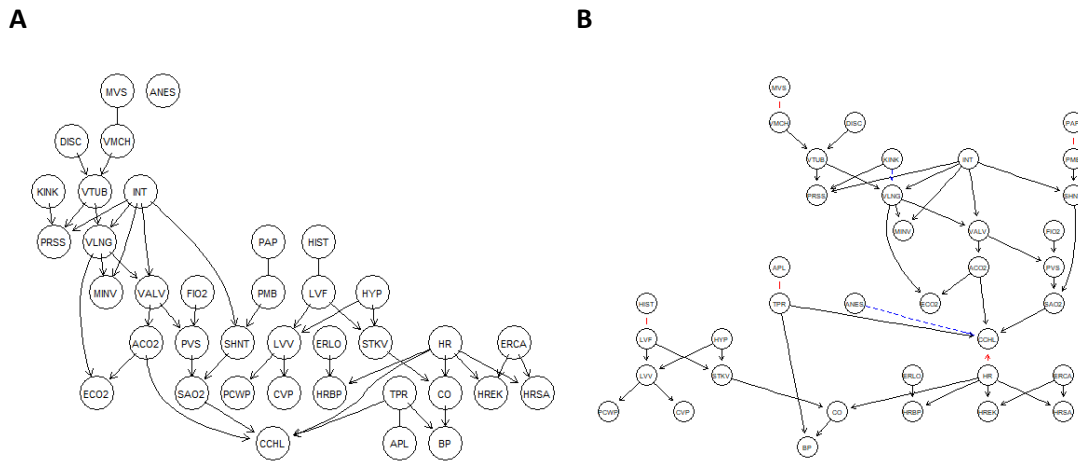 A
B
MVS ANES
DISC VMCH
KINK VTUB INT
PRSS VLNG PAP HIST
MINV VALV FIO2 PMB LVF HYP
ACO2 PVS SHNT LVV ERLO STKV HR ERCA
ECO2 SAO2 PCWP CVP HRBP TPR CO HREK HRSA
CCHL APL BP
MVS
VMCH DISC PAP
VTUB KINK INT PMB
PRSS VLNG SHNT
MINV VALV FIO2
APL ACO2 PVS
HIST TPR ANES ECO2 SAO2
LVF HYP CCHL
LVV STKV ERLO HR ERCA
PCWP CVP CO HRBP HREK HRSA
BP